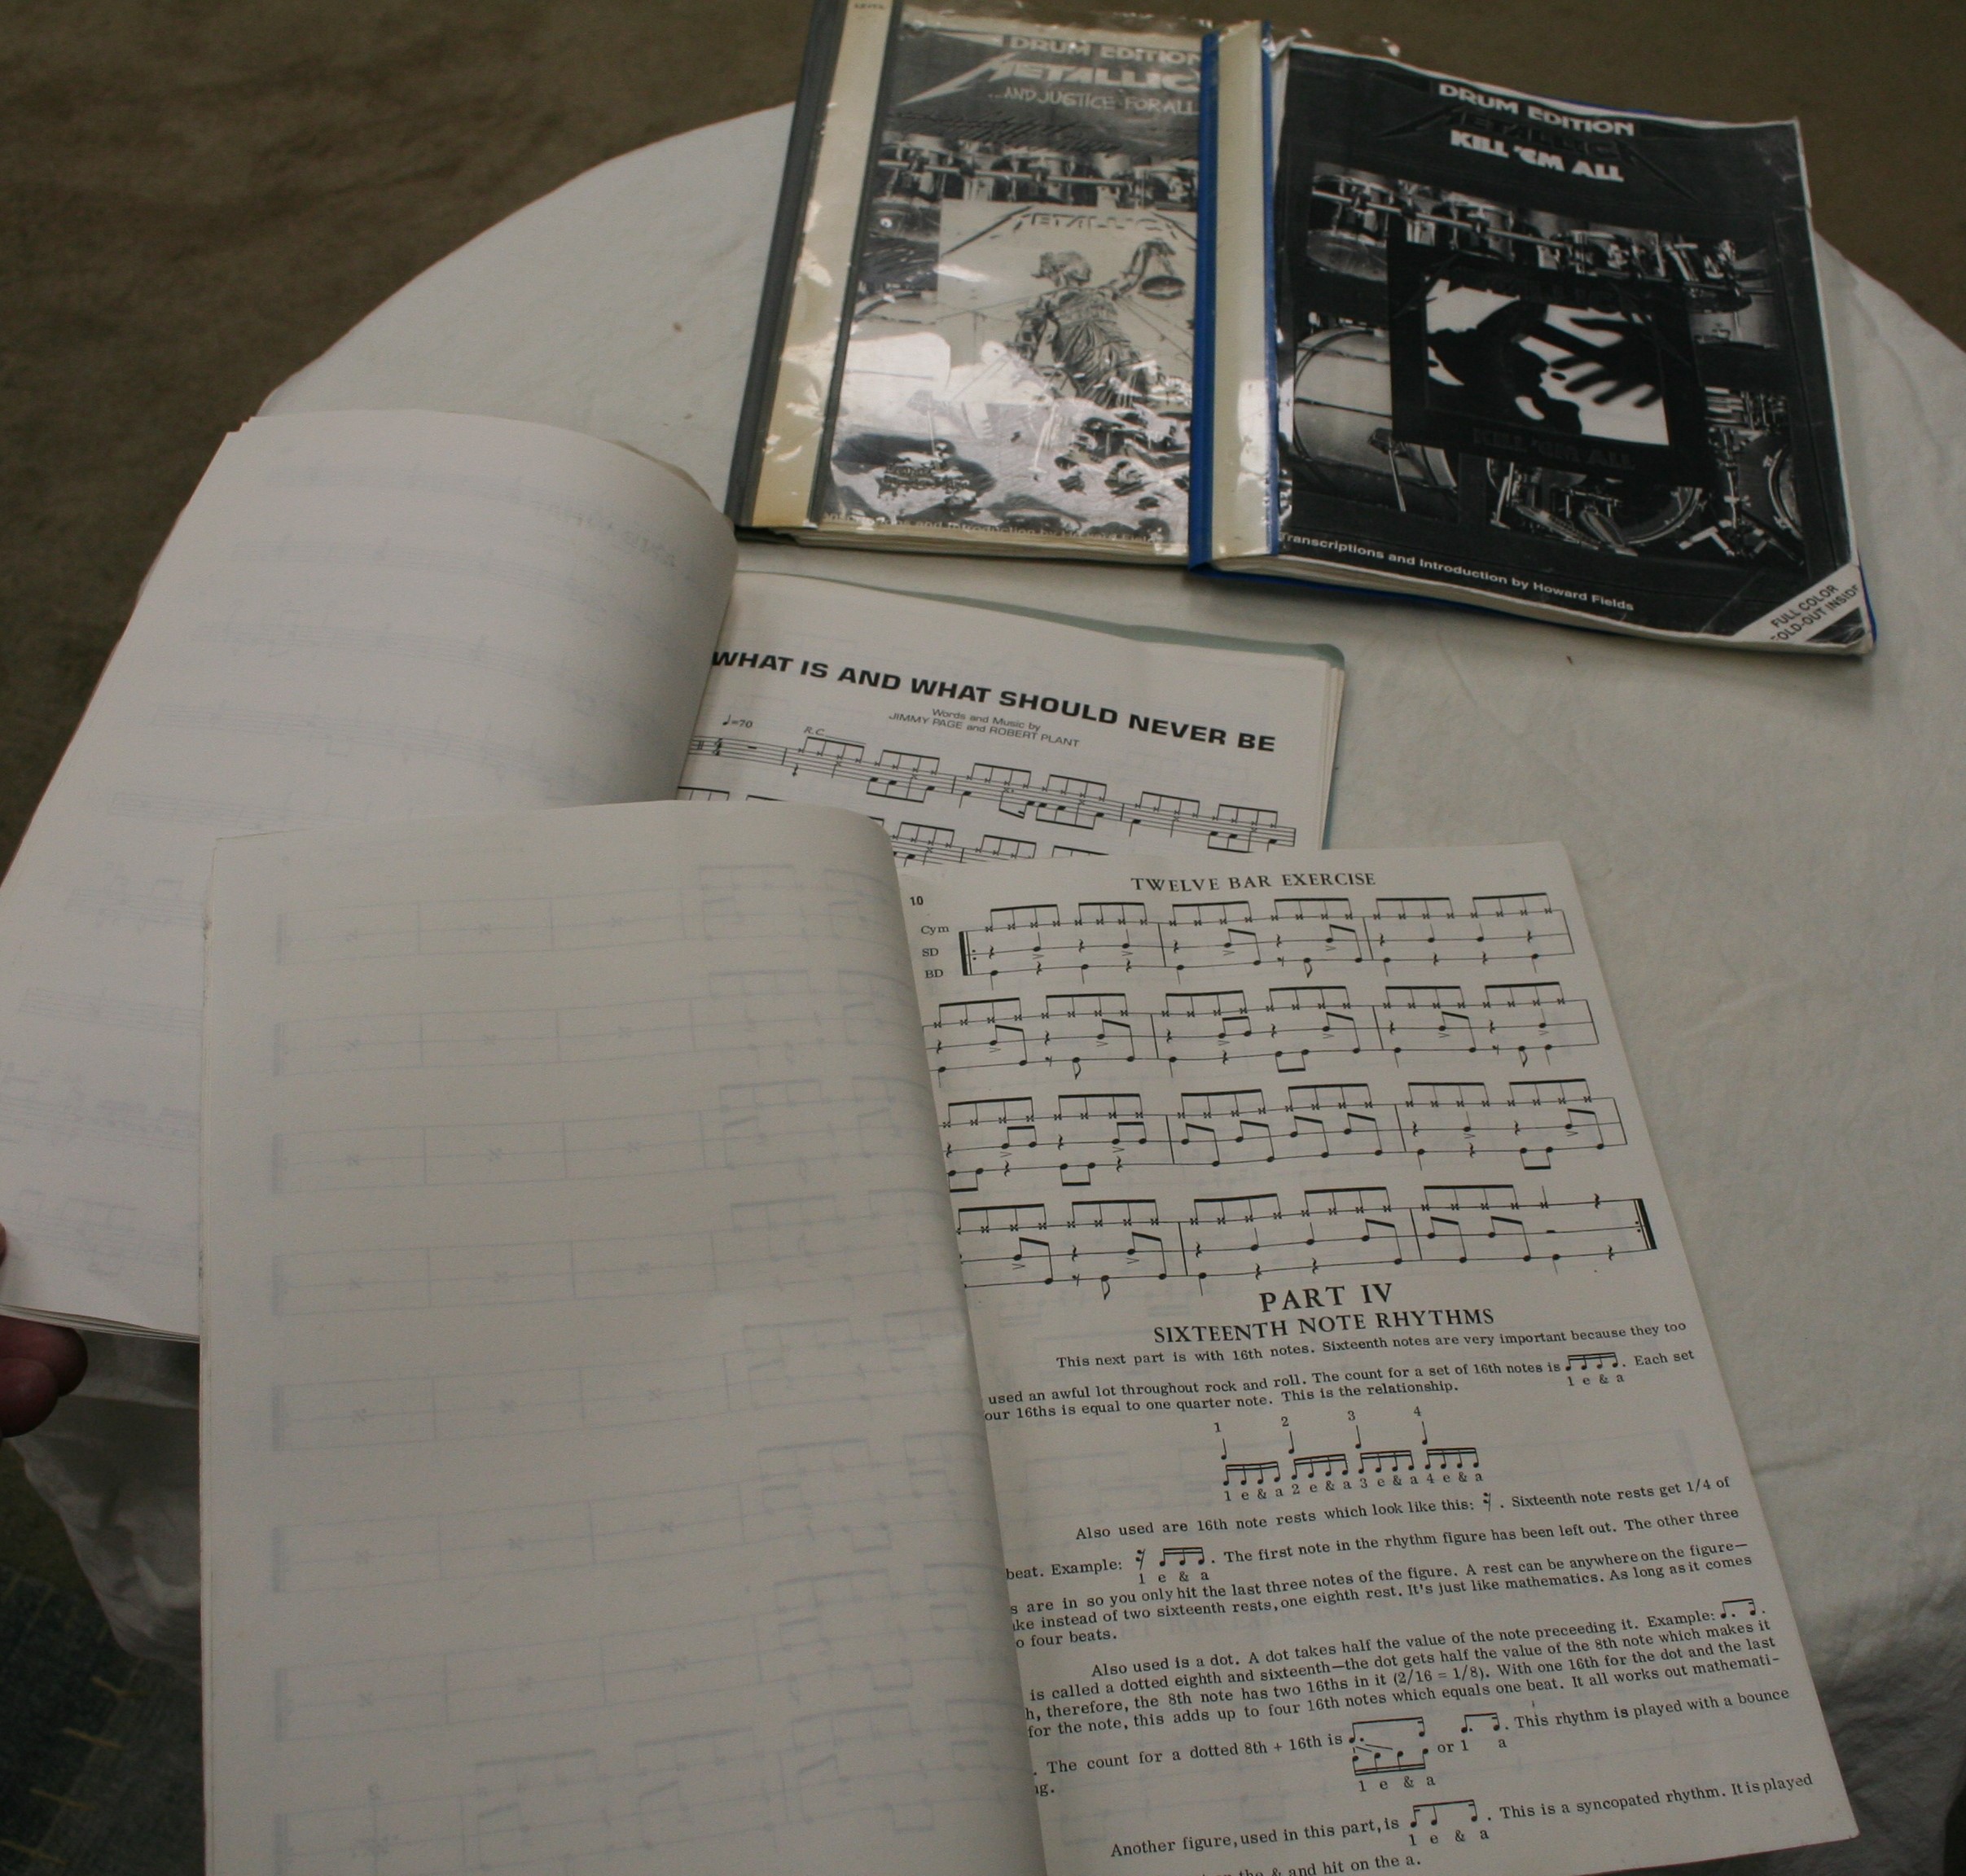 DRUM EDITION
METALLICA
...AND JUSTICE FOR ALL
METALLICA
DRUM EDITION
METALLICA
KILL 'EM ALL
KILL 'EM ALL
Transcriptions and Introduction by Howard Fields
FULL COLOR
FOLD-OUT INSIDE
WHAT IS AND WHAT SHOULD NEVER BE
Words and Music by
JIMMY PAGE and ROBERT PLANT
♩=70
R.C.
TWELVE BAR EXERCISE
10
Cym
SD
BD
PART IV
SIXTEENTH NOTE RHYTHMS
This next part is with 16th notes. Sixteenth notes are very important because they too
used an awful lot throughout rock and roll. The count for a set of 16th notes is . Each set
1 e & a
our 16ths is equal to one quarter note. This is the relationship.
1 2 3 4
1 e & a 2 e & a 3 e & a 4 e & a
Also used are 16th note rests which look like this: . Sixteenth note rests get 1/4 of
beat. Example: . The first note in the rhythm figure has been left out. The other three
1 e & a
s are in so you only hit the last three notes of the figure. A rest can be anywhere on the figure—
ike instead of two sixteenth rests, one eighth rest. It's just like mathematics. As long as it comes
o four beats.
Also used is a dot. A dot takes half the value of the note preceeding it. Example: .
is called a dotted eighth and sixteenth—the dot gets half the value of the 8th note which makes it
h, therefore, the 8th note has two 16ths in it (2/16 = 1/8). With one 16th for the dot and the last
for the note, this adds up to four 16th notes which equals one beat. It all works out mathemati-
. The count for a dotted 8th + 16th is or 1 a . This rhythm is played with a bounce
1 e & a
ng.
Another figure, used in this part, is . This is a syncopated rhythm. It is played
1 e & a
the & and hit on the a.